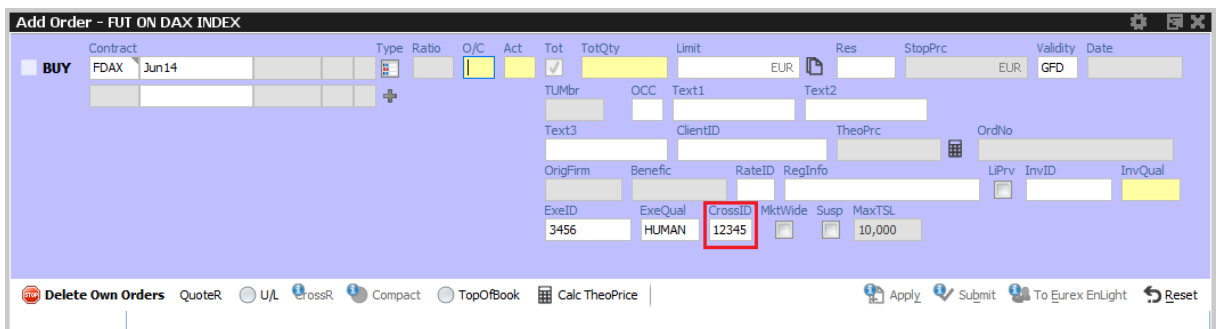 Add Order - FUT ON DAX INDEX
Contract Type Ratio O/C Act Tot TotQty Limit Res StopPrc Validity Date
BUY FDAX Jun14 EUR EUR GFD
TUMbr OCC Text1 Text2
Text3 ClientID TheoPrc OrdNo
OrigFirm Benefic RateID RegInfo LiPrv InvID InvQual
ExeID ExeQual CrossID MktWide Susp MaxTSL
3456 HUMAN 12345 10,000
STOP Delete Own Orders QuoteR U/L CrossR Compact TopOfBook Calc TheoPrice Apply Submit To Eurex EnLight Reset